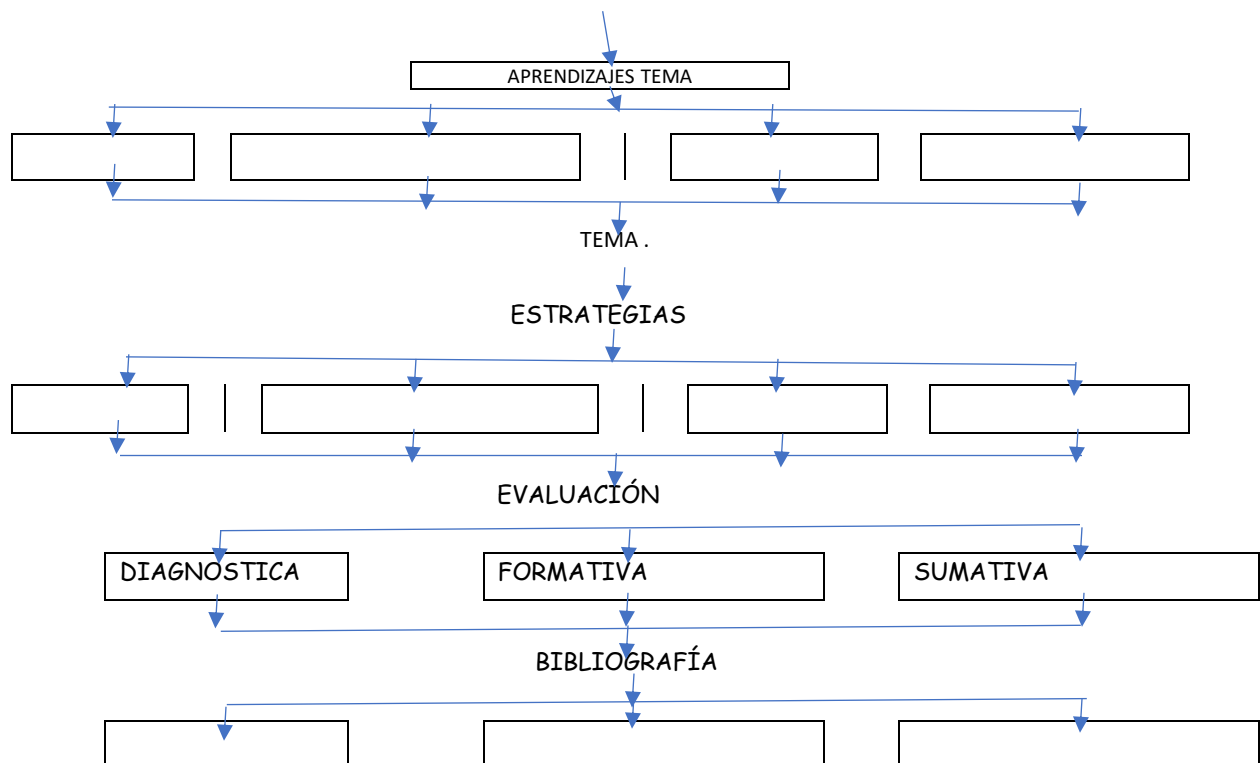 APRENDIZAJES TEMA
TEMA .
ESTRATEGIAS
EVALUACIÓN
DIAGNOSTICA
FORMATIVA
SUMATIVA
BIBLIOGRAFÍA